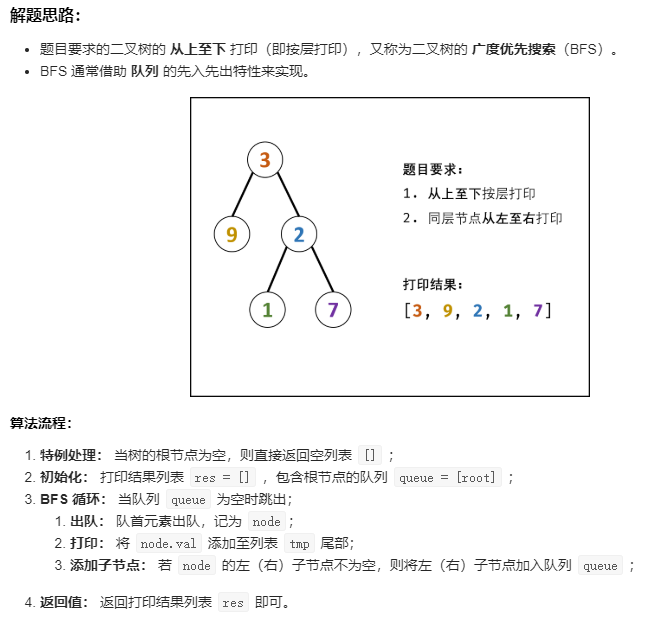 解题思路：
• 题目要求的二叉树的 从上至下 打印（即按层打印），又称为二叉树的 广度优先搜索（BFS）。
• BFS 通常借助 队列 的先入先出特性来实现。
3
题目要求：
1. 从上至下按层打印
2. 同层节点从左至右打印
9
2
打印结果：
[3, 9, 2, 1, 7]
1
7
算法流程：
1. 特例处理： 当树的根节点为空，则直接返回空列表 [] ；
2. 初始化： 打印结果列表 res = [] ，包含根节点的队列 queue = [root] ；
3. BFS 循环： 当队列 queue 为空时跳出；
1. 出队： 队首元素出队，记为 node；
2. 打印： 将 node.val 添加至列表 tmp 尾部；
3. 添加子节点： 若 node 的左（右）子节点不为空，则将左（右）子节点加入队列 queue ；
4. 返回值： 返回打印结果列表 res 即可。